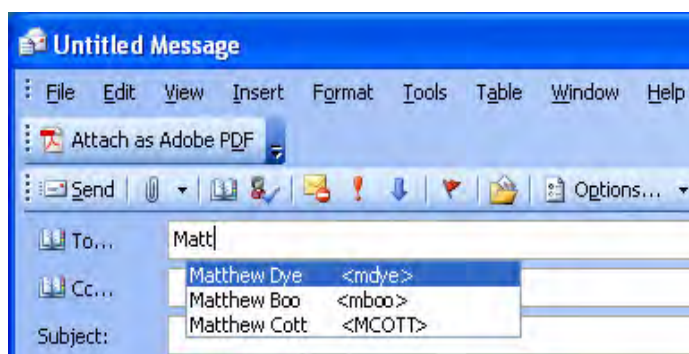 Untitled Message
File Edit View Insert Format Tools Table Window Help
Attach as Adobe PDF
Send Options...
To... Matt
Matthew Dye <mdye>
Cc...
Matthew Boo <mboo>
Matthew Cott <MCOTT>
Subject: